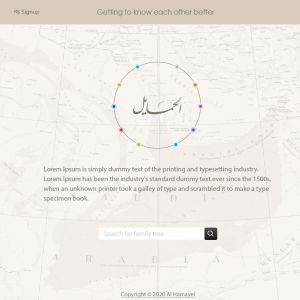 Signup
Getting to know each other better
الحمايل
Lorem Ipsum is simply dummy text of the printing and typesetting industry.
Lorem Ipsum has been the industry's standard dummy text ever since the 1500s,
when an unknown printer took a galley of type and scrambled it to make a type
specimen book.
SAUDI
Search for family tree
ARABIA
Copyright © 2020 Al Hamayel